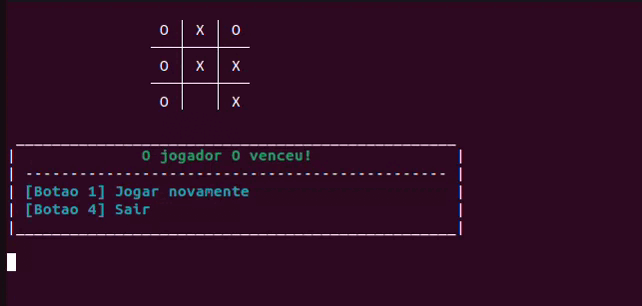 O X O
O X X
O X
O jogador O venceu!
[Botao 1] Jogar novamente
[Botao 4] Sair